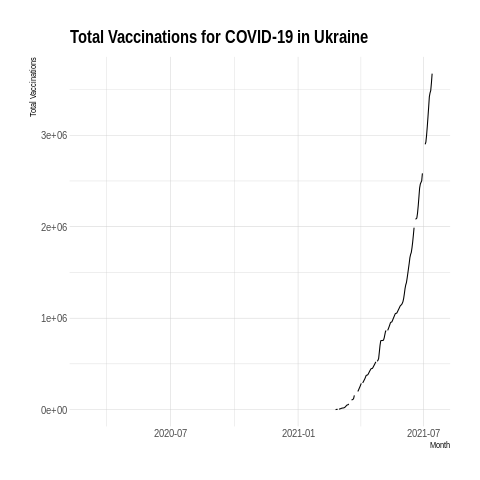 Total Vaccinations for COVID-19 in Ukraine
Total Vaccinations
3e+06
2e+06
1e+06
0e+00
2020-07
2021-01
2021-07
Month